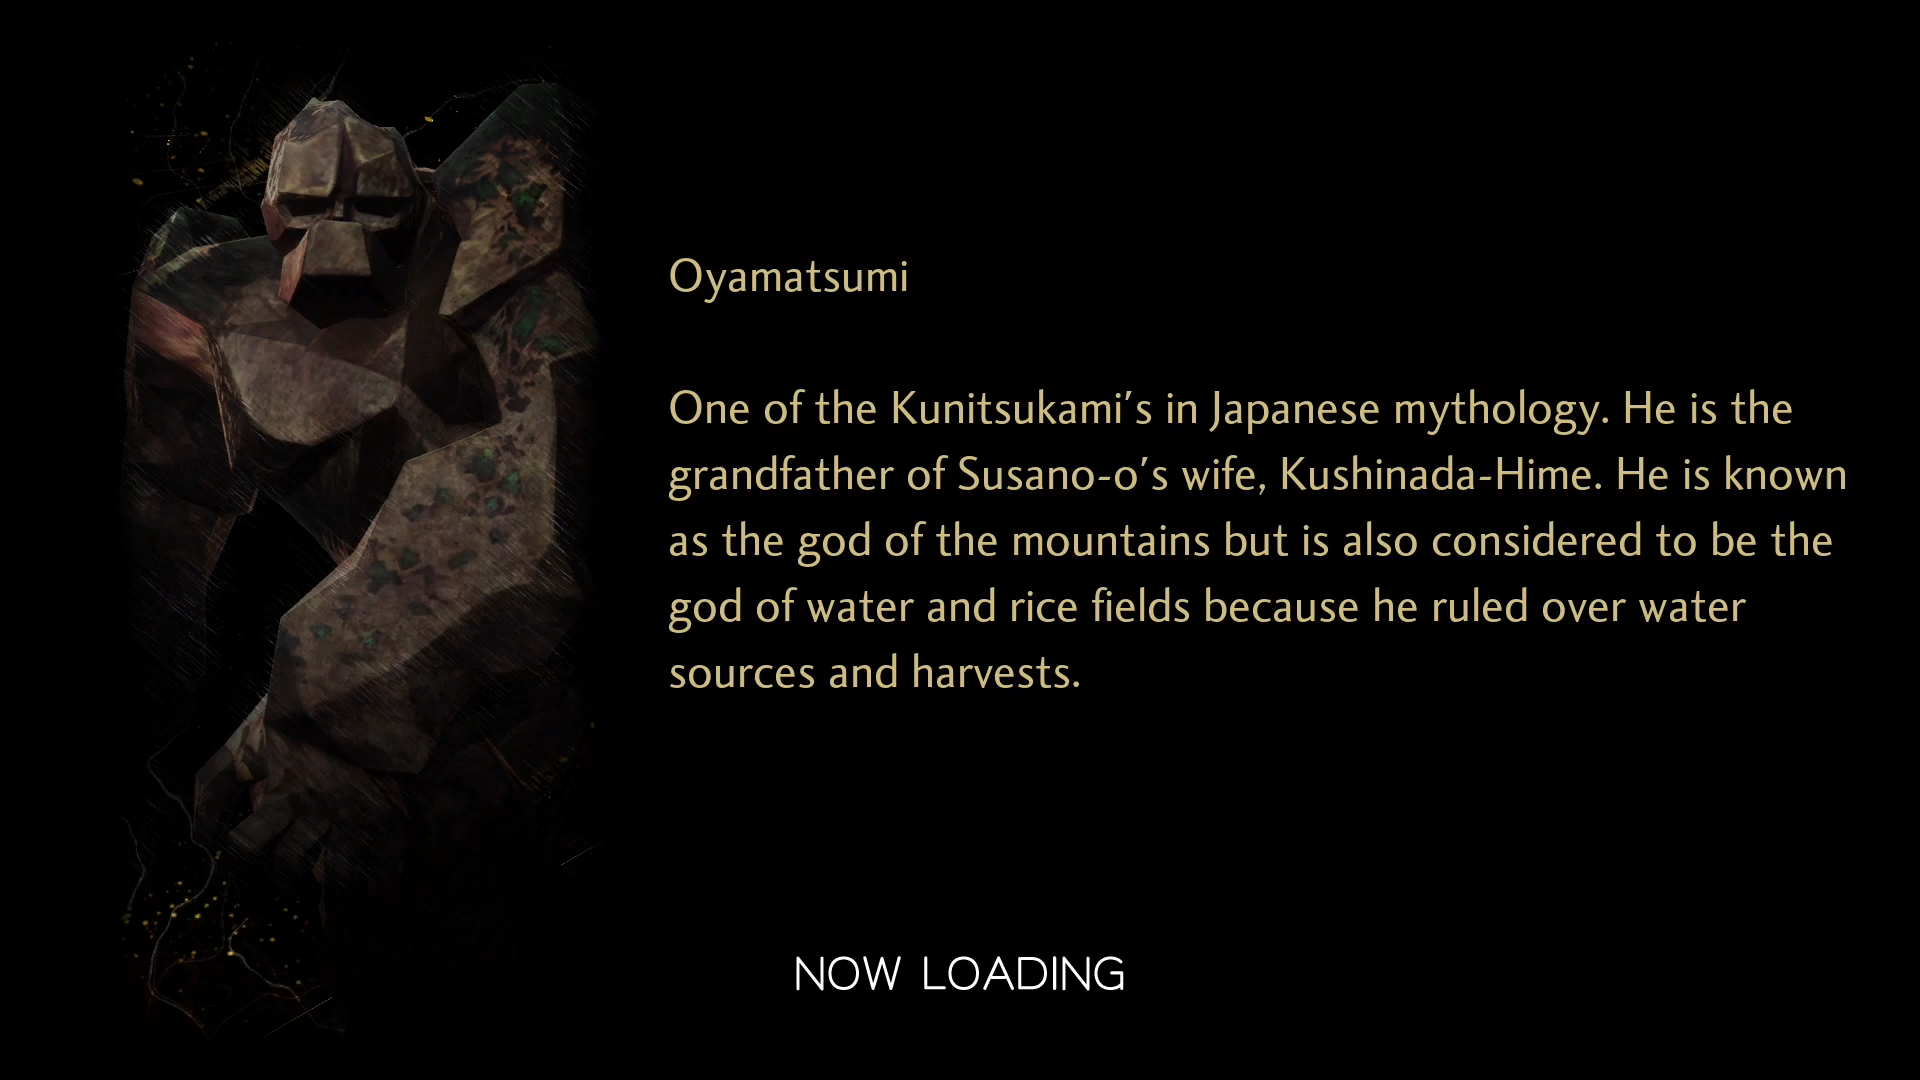 Oyamatsumi
One of the Kunitsukami's in Japanese mythology. He is the
grandfather of Susano-o's wife, Kushinada-Hime. He is known
as the god of the mountains but is also considered to be the
god of water and rice fields because he ruled over water
sources and harvests.
NOW LOADING